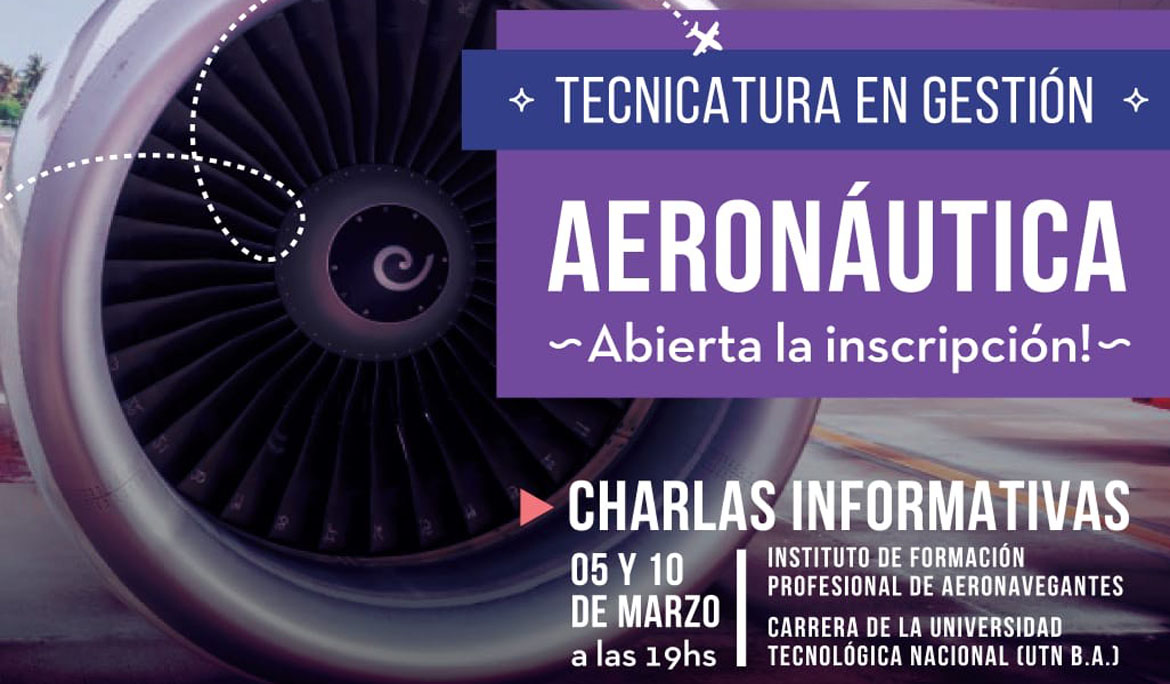 TECNICATURA EN GESTIÓN
AERONÁUTICA
~Abierta la inscripción!~
CHARLAS INFORMATIVAS
05 Y 10
DE MARZO
a las 19hs
INSTITUTO DE FORMACIÓN
PROFESIONAL DE AERONAVEGANTES
CARRERA DE LA UNIVERSIDAD
TECNOLÓGICA NACIONAL (UTN B.A.)